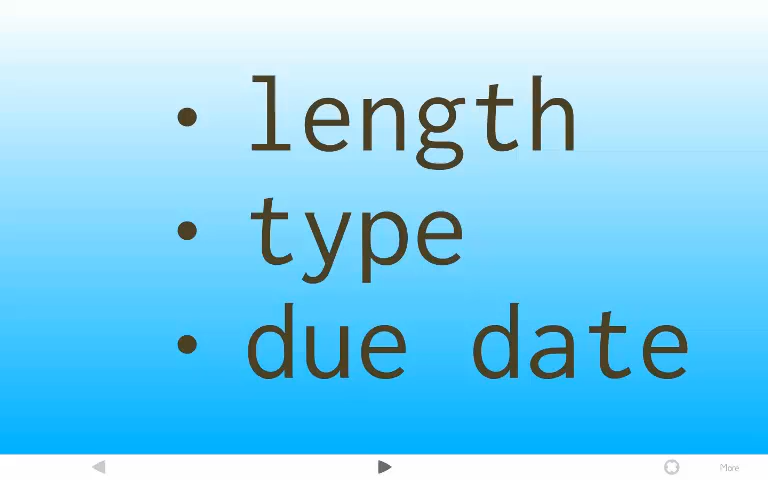 • length
• type
• due date
More